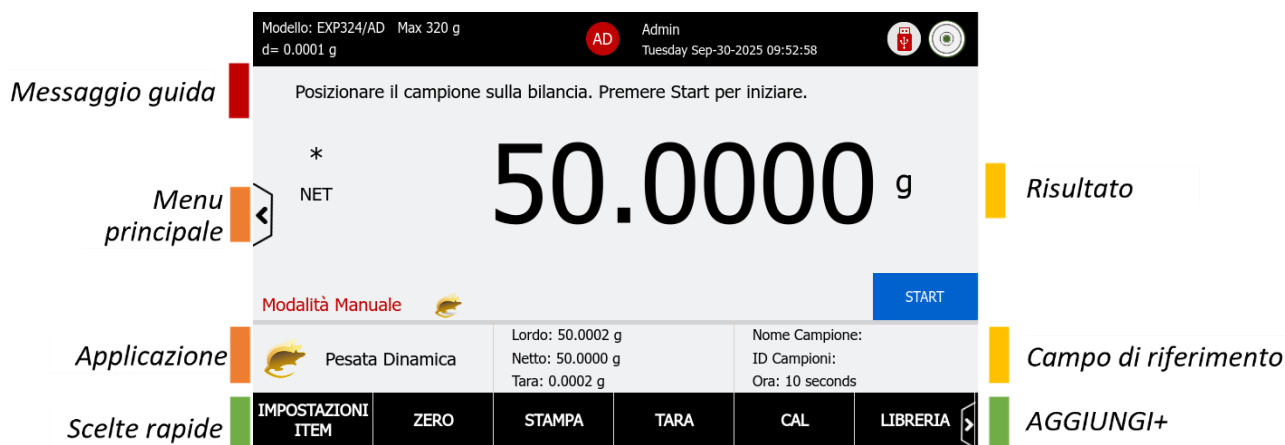 Modello: EXP324/AD Max 320 g
d= 0.0001 g
AD
Admin
Tuesday Sep-30-2025 09:52:58
Messaggio guida
Posizionare il campione sulla bilancia. Premere Start per iniziare.
*
NET
50.0000 g
Menu
principale
Risultato
Modalità Manuale
START
Applicazione
Pesata Dinamica
Lordo: 50.0002 g
Netto: 50.0000 g
Tara: 0.0002 g
Nome Campione:
ID Campioni:
Ora: 10 seconds
Campo di riferimento
Scelte rapide
IMPOSTAZIONI
ITEM
ZERO
STAMPA
TARA
CAL
LIBRERIA
AGGIUNGI+